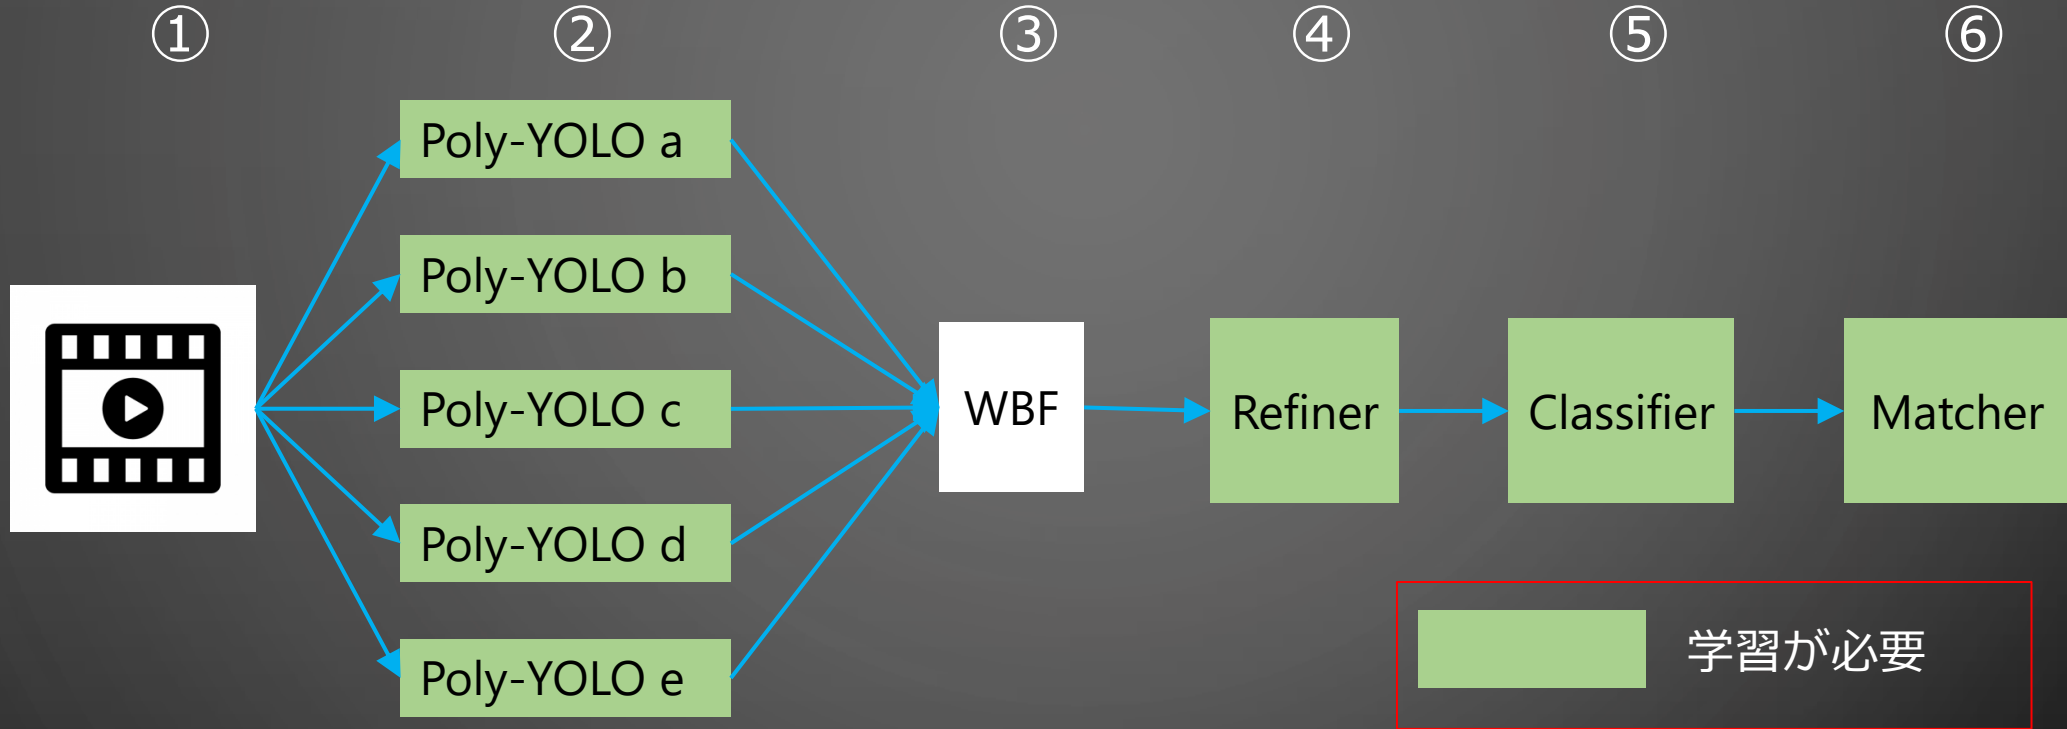 ① ② ③ ④ ⑤ ⑥
Poly-YOLO a
Poly-YOLO b
Poly-YOLO c
Poly-YOLO d
Poly-YOLO e
WBF
Refiner
Classifier
Matcher
学習が必要